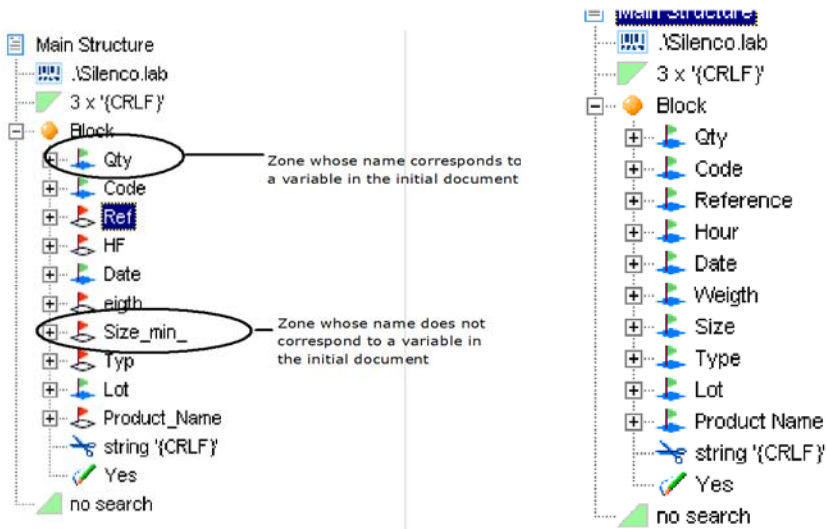 Main Structure
.\Silenco.lab
3 x '{CRLF}'
Block
Qty
Code
Ref
HF
Date
eigth
Size_min_
Typ
Lot
Product_Name
string '{CRLF}'
Yes
no search
Zone whose name corresponds to
a variable in the initial document
Zone whose name does not
correspond to a variable in
the initial document
Main Structure
.\Silenco.lab
3 x '{CRLF}'
Block
Qty
Code
Reference
Hour
Date
Weigth
Size
Type
Lot
Product Name
string '{CRLF}'
Yes
no search